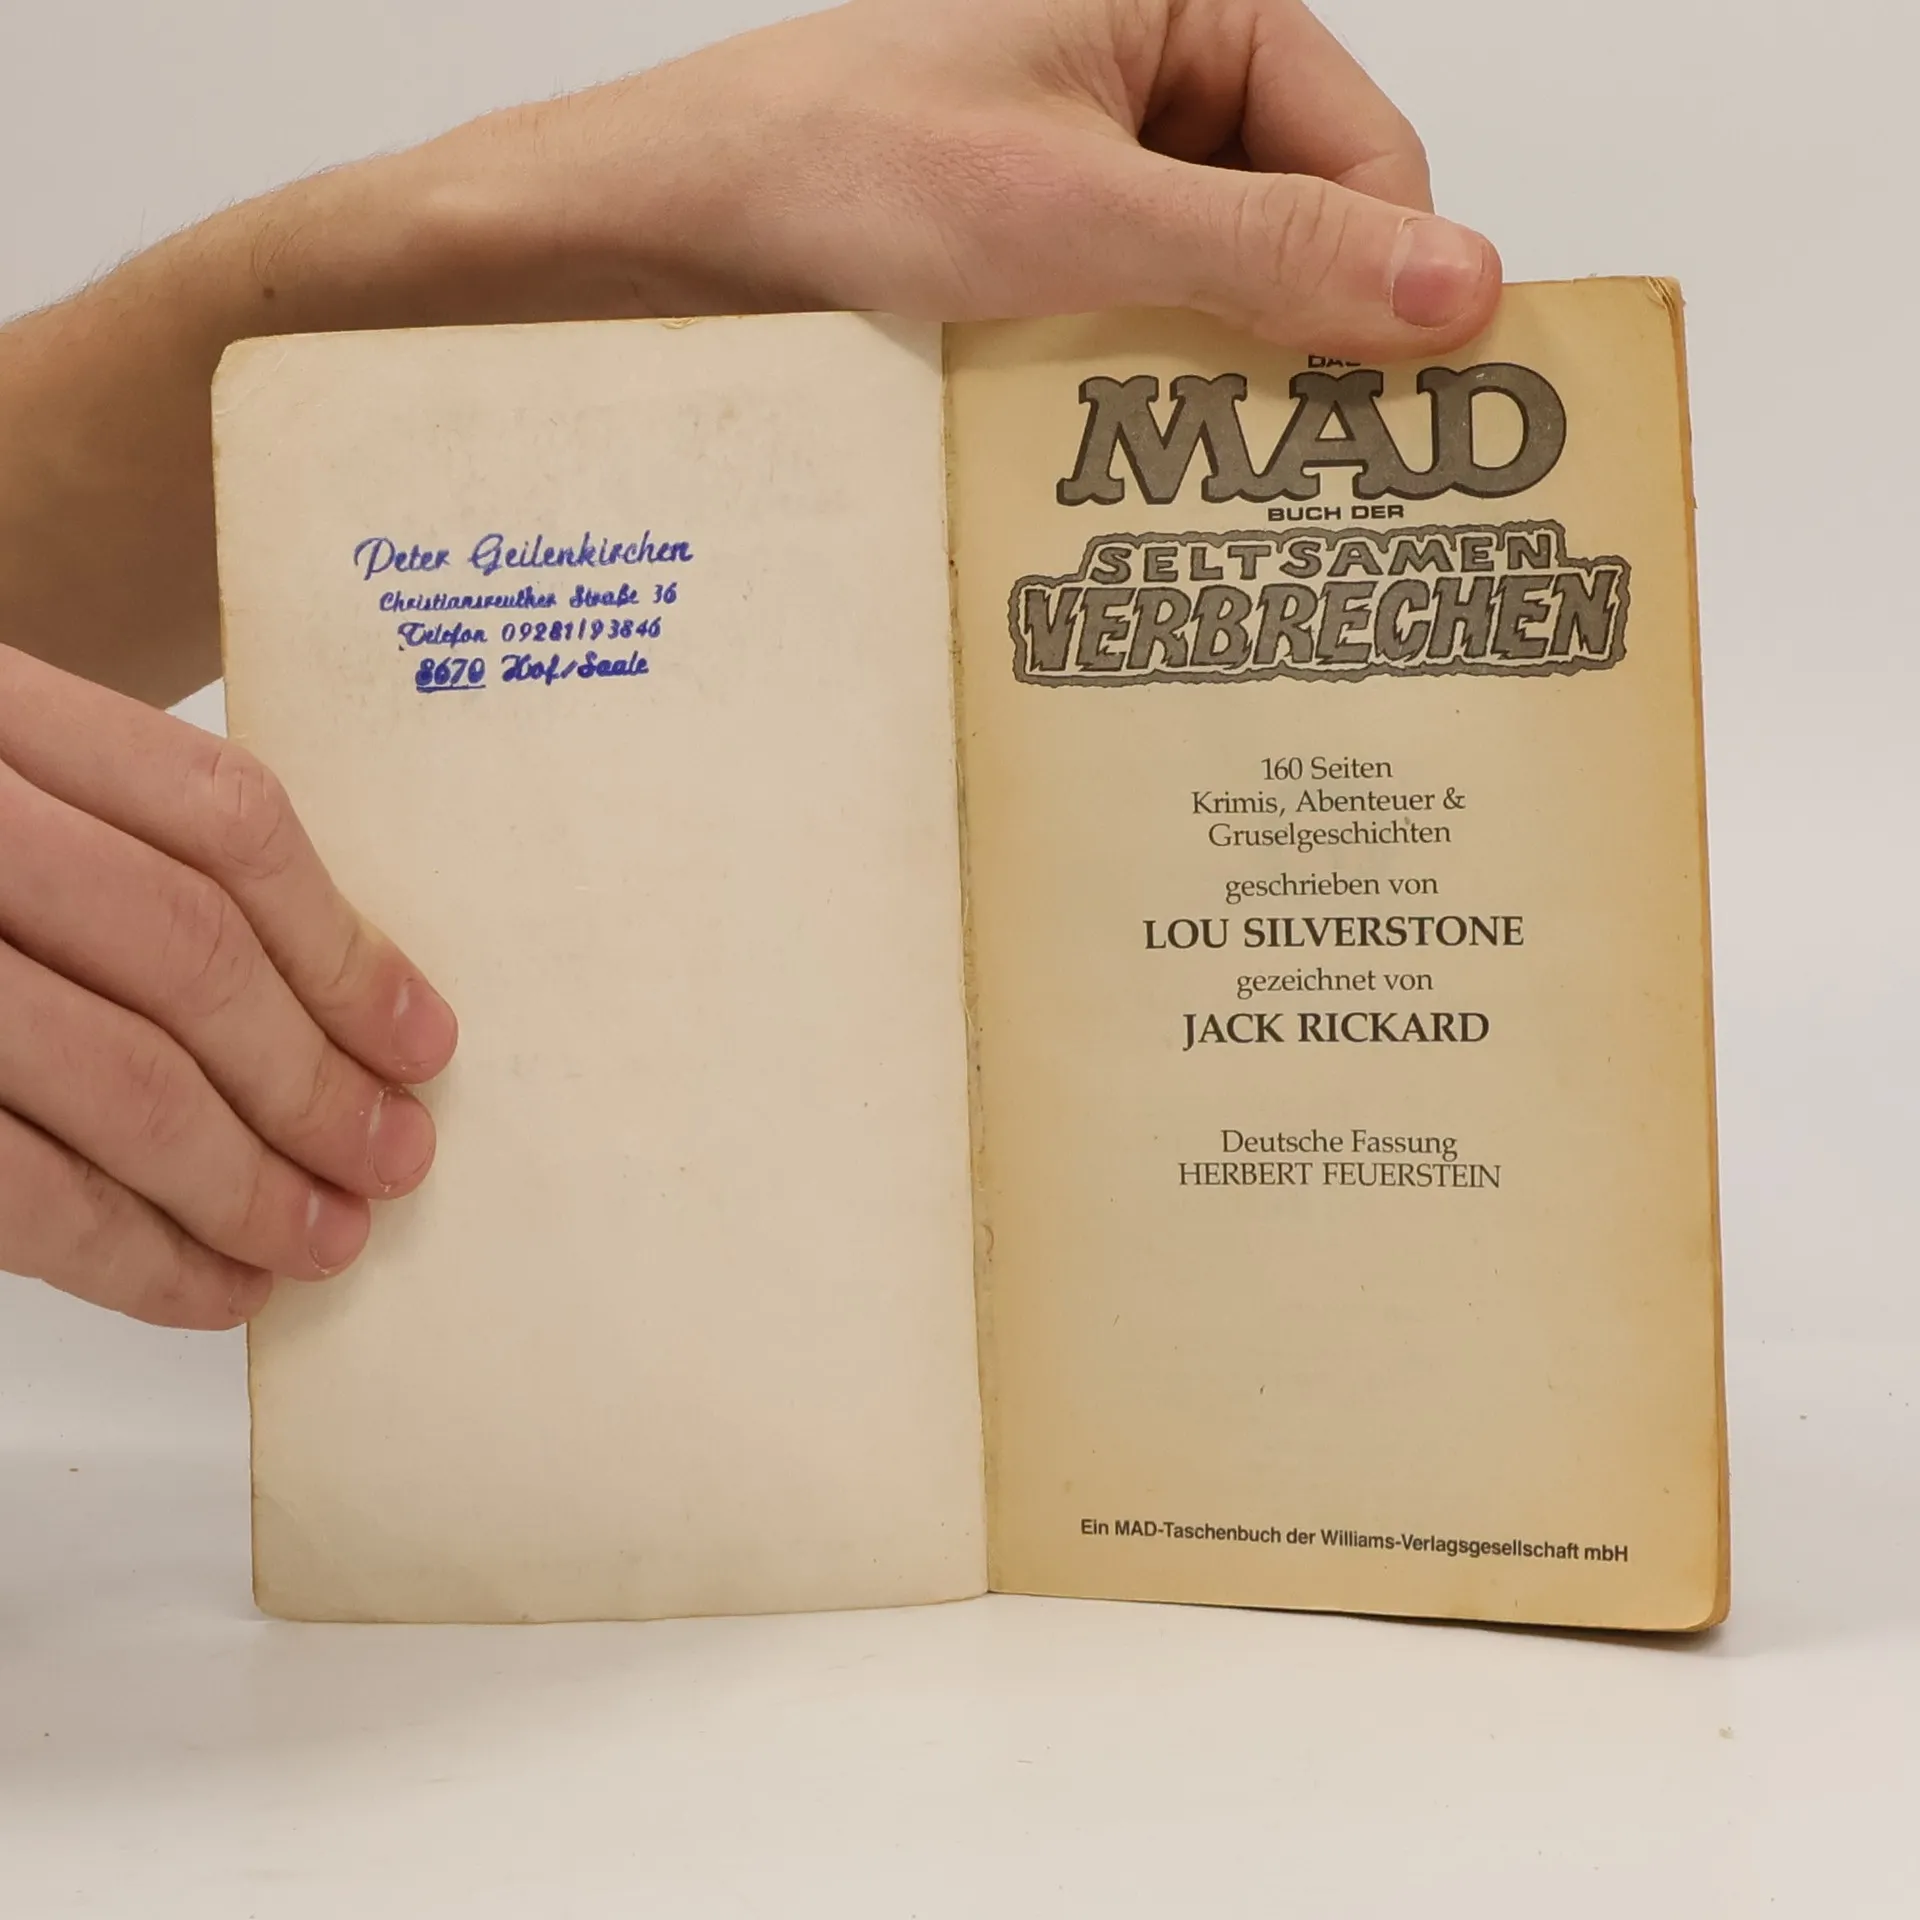 Peter Geilenkirchen
Christiansreuther Straße 36
Telefon 09281/93846
8670 Hof/Saale
MAD
BUCH DER
SELTSAMEN
VERBRECHEN
160 Seiten
Krimis, Abenteuer &
Gruselgeschichten
geschrieben von
LOU SILVERSTONE
gezeichnet von
JACK RICKARD
Deutsche Fassung
HERBERT FEUERSTEIN
Ein MAD-Taschenbuch der Williams-Verlagsgesellschaft mbH